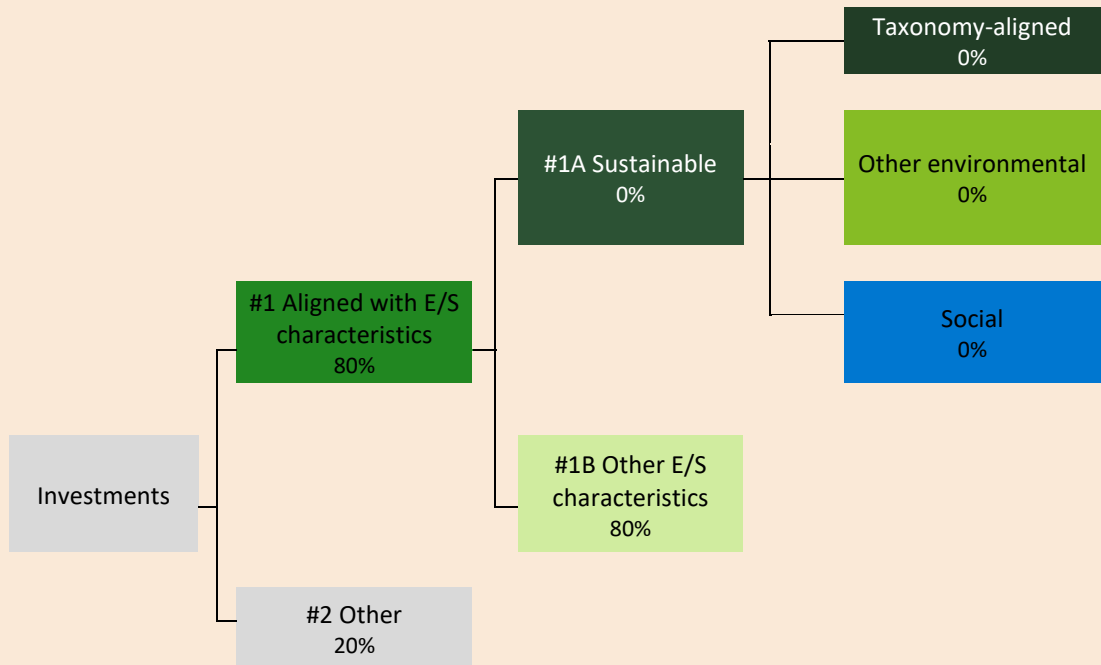 Taxonomy-aligned
0%
#1A Sustainable
0%
Other environmental
0%
#1 Aligned with E/S
characteristics
80%
Social
0%
Investments
#1B Other E/S
characteristics
80%
#2 Other
20%